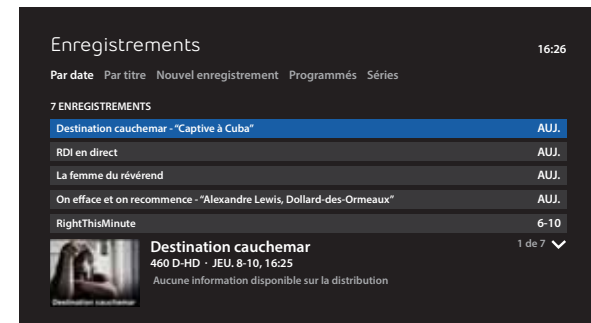 Enregistrements 16:26
Par date Par titre Nouvel enregistrement Programmés Séries
7 ENREGISTREMENTS
Destination cauchemar - “Captive à Cuba” AUJ.
RDI en direct AUJ.
La femme du révérend AUJ.
On efface et on recommence - “Alexandre Lewis, Dollard-des-Ormeaux” AUJ.
RightThisMinute 6-10
Destination cauchemar 1 de 7
460 D-HD · JEU. 8-10, 16:25
Aucune information disponible sur la distribution
Destination cauchemar